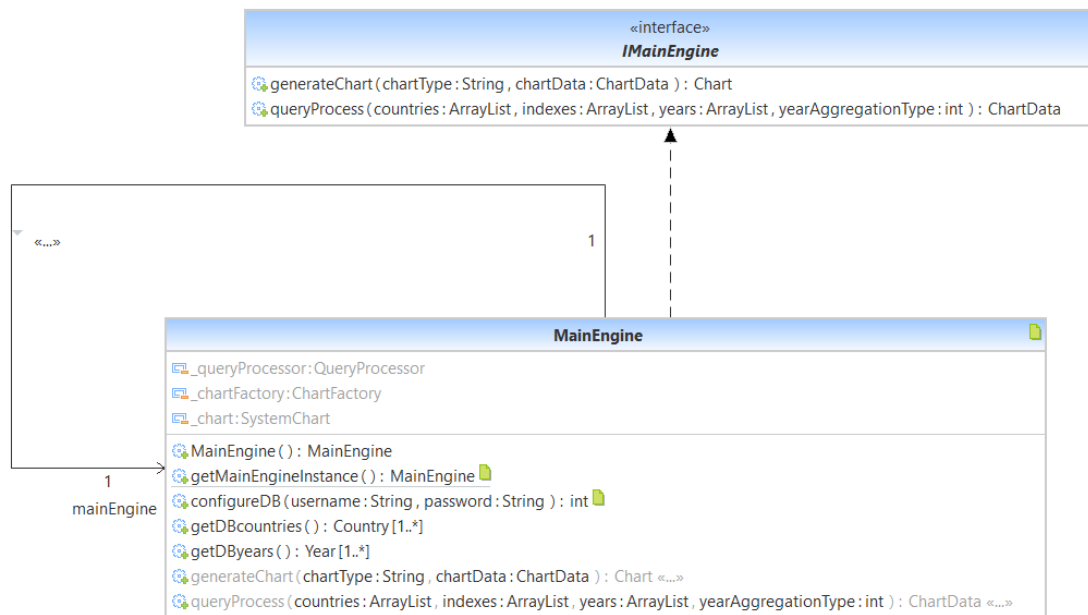 «interface»
IMainEngine
generateChart(chartType:String, chartData:ChartData): Chart
queryProcess(countries:ArrayList, indexes:ArrayList, years:ArrayList, yearAggregationType:int): ChartData
«...»
1
MainEngine
_queryProcessor:QueryProcessor
_chartFactory:ChartFactory
_chart:SystemChart
MainEngine(): MainEngine
getMainEngineInstance(): MainEngine
configureDB(username:String, password:String): int
getDBcountries(): Country[1..*]
getDByears(): Year[1..*]
generateChart(chartType:String, chartData:ChartData): Chart «...»
queryProcess(countries:ArrayList, indexes:ArrayList, years:ArrayList, yearAggregationType:int): ChartData «...»
1
mainEngine